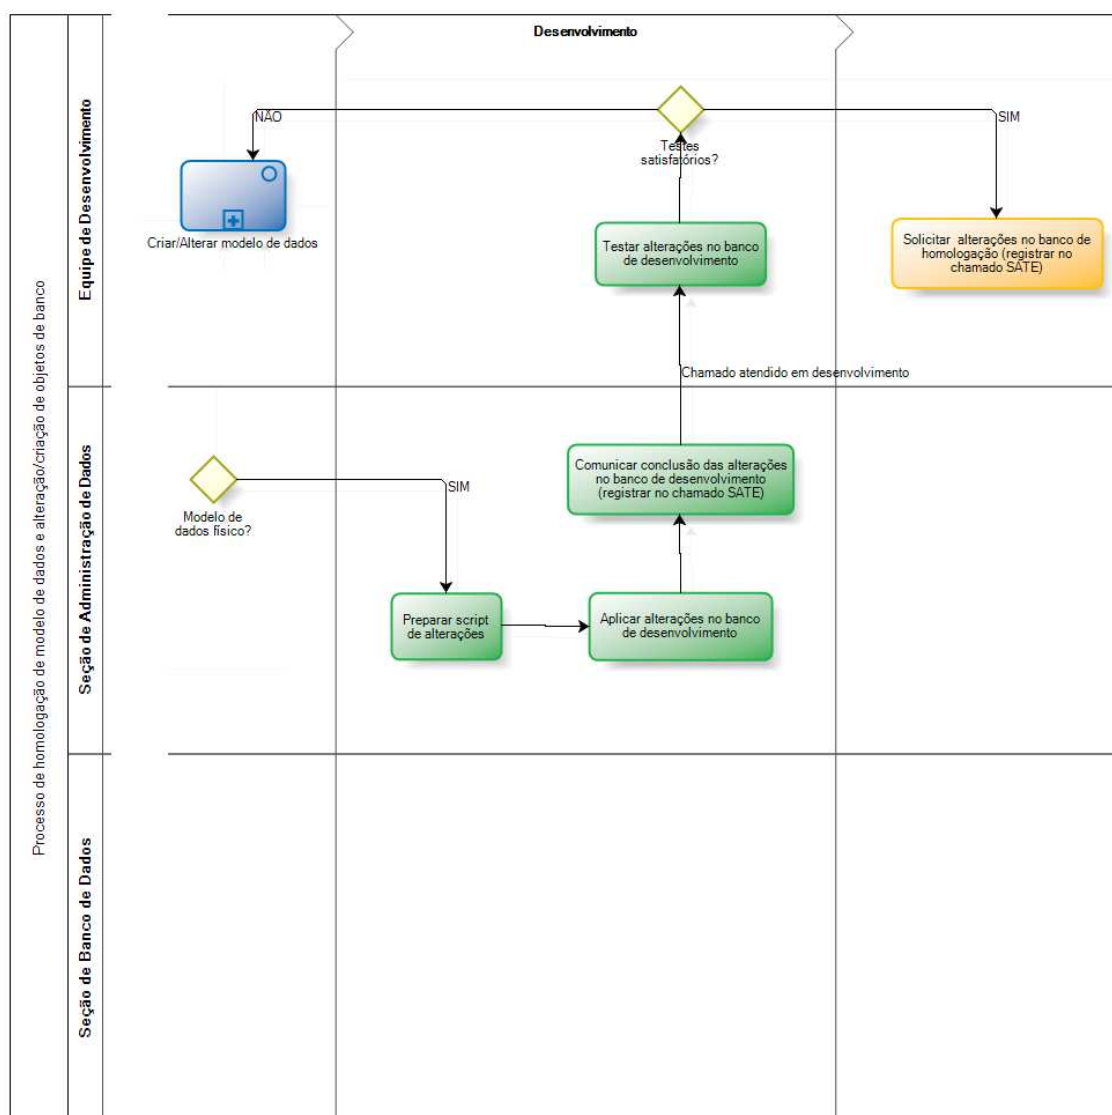 Processo de homologação de modelo de dados e alteração/criação de objetos de banco
Desenvolvimento
Equipe de Desenvolvimento
NÃO
SIM
Testes
satisfatórios?
Criar/Alterar modelo de dados
Testar alterações no banco
de desenvolvimento
Solicitar alterações no banco de
homologação (registrar no
chamado SATE)
Chamado atendido em desenvolvimento
Seção de Administração de Dados
Modelo de
dados físico?
SIM
Comunicar conclusão das alterações
no banco de desenvolvimento
(registrar no chamado SATE)
Preparar script
de alterações
Aplicar alterações no banco
de desenvolvimento
Seção de Banco de Dados